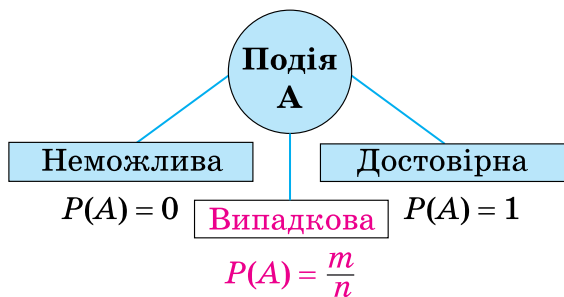 Подія
A
Неможлива
Достовірна
P(A) = 0
Випадкова
P(A) = 1
P(A) = m/n